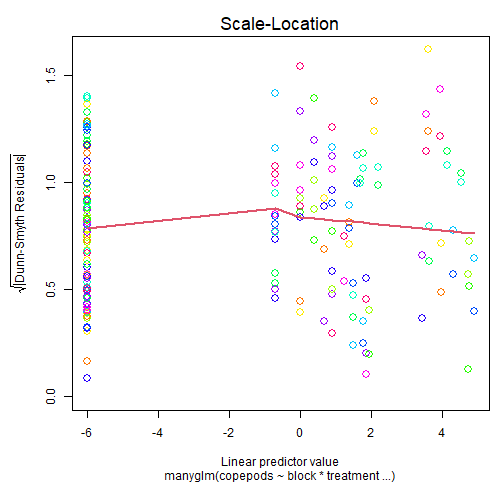 Scale-Location
√|Dunn-Smyth Residuals|
1.5
1.0
0.5
0.0
-6 -4 -2 0 2 4
Linear predictor value
manyglm(copepods ~ block * treatment ...)